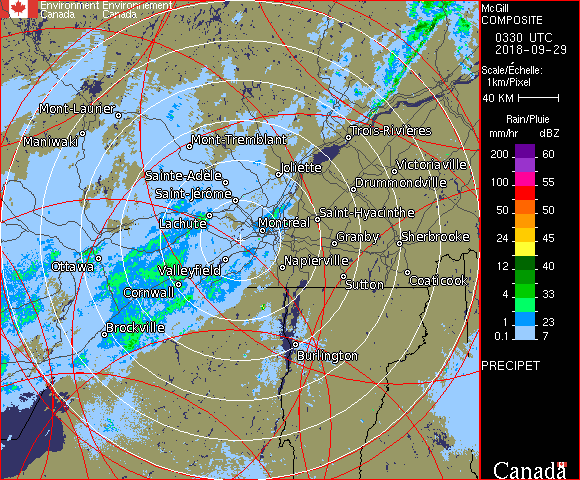 Environment Environnement
Canada Canada
McGill
COMPOSITE
0330 UTC
2018-09-29
Scale/Échelle:
1km/Pixel
40 KM
Rain/Pluie
mm/hr dBZ
200 60
100 55
50 50
24 45
12 40
4 33
1 23
0.1 7
PRECIPET
Canada
Mont-Laurier
Maniwaki
Mont-Tremblant
Trois-Rivières
Sainte-Adèle
Joliette
Victoriaville
Saint-Jérôme
Drummondville
Lachute
Montréal
Saint-Hyacinthe
Granby
Sherbrooke
Ottawa
Valleyfield
Napierville
Cornwall
Sutton
Coaticook
Brockville
Burlington